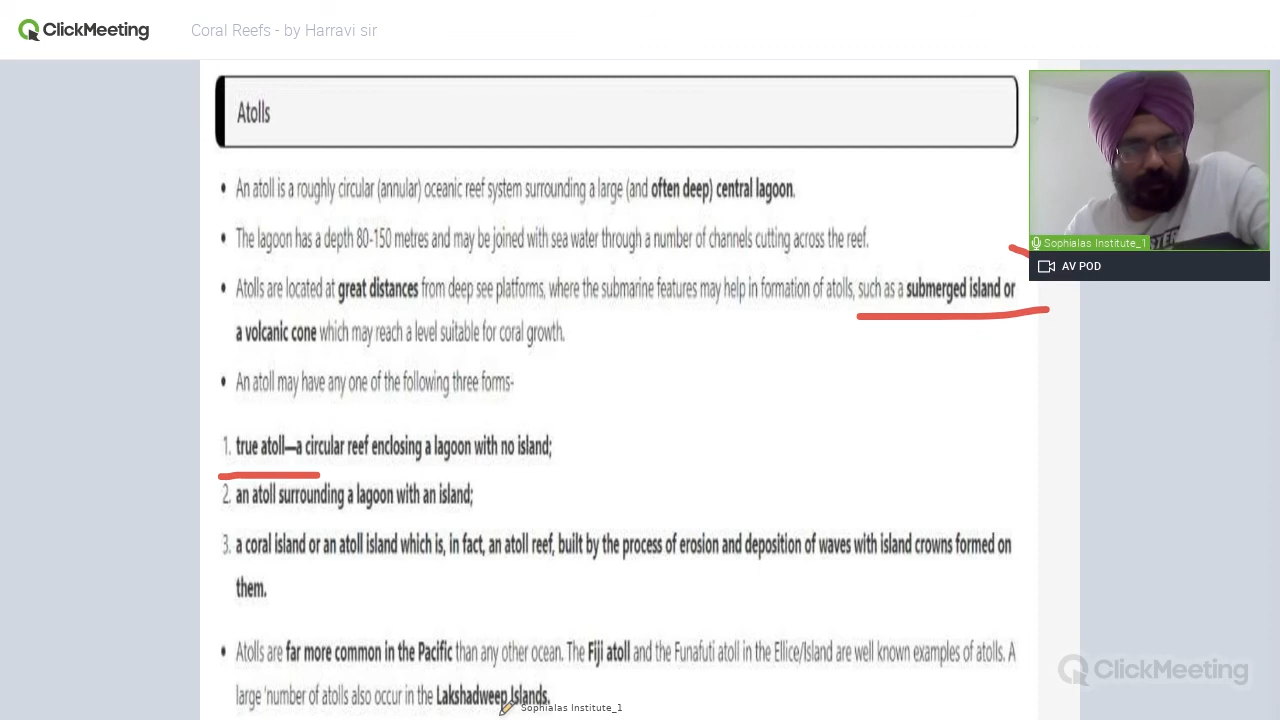 ClickMeeting
Coral Reefs - by Harravi sir
Atolls
• An atoll is a roughly circular (annular) oceanic reef system surrounding a large (and often deep) central lagoon.
• The lagoon has a depth 80-150 metres and may be joined with sea water through a number of channels cutting across the reef.
• Atolls are located at great distances from deep see platforms, where the submarine features may help in formation of atolls, such as a submerged island or
a volcanic cone which may reach a level suitable for coral growth.
• An atoll may have any one of the following three forms-
1. true atoll—a circular reef enclosing a lagoon with no island;
2. an atoll surrounding a lagoon with an island;
3. a coral island or an atoll island which is, in fact, an atoll reef, built by the process of erosion and deposition of waves with island crowns formed on
them.
• Atolls are far more common in the Pacific than any other ocean. The Fiji atoll and the Funafuti atoll in the Ellice/Island are well known examples of atolls. A
large 'number of atolls also occur in the Lakshadweep Islands.
Sophialas Institute_1
Sophialas Institute_1
AV POD
ClickMeeting